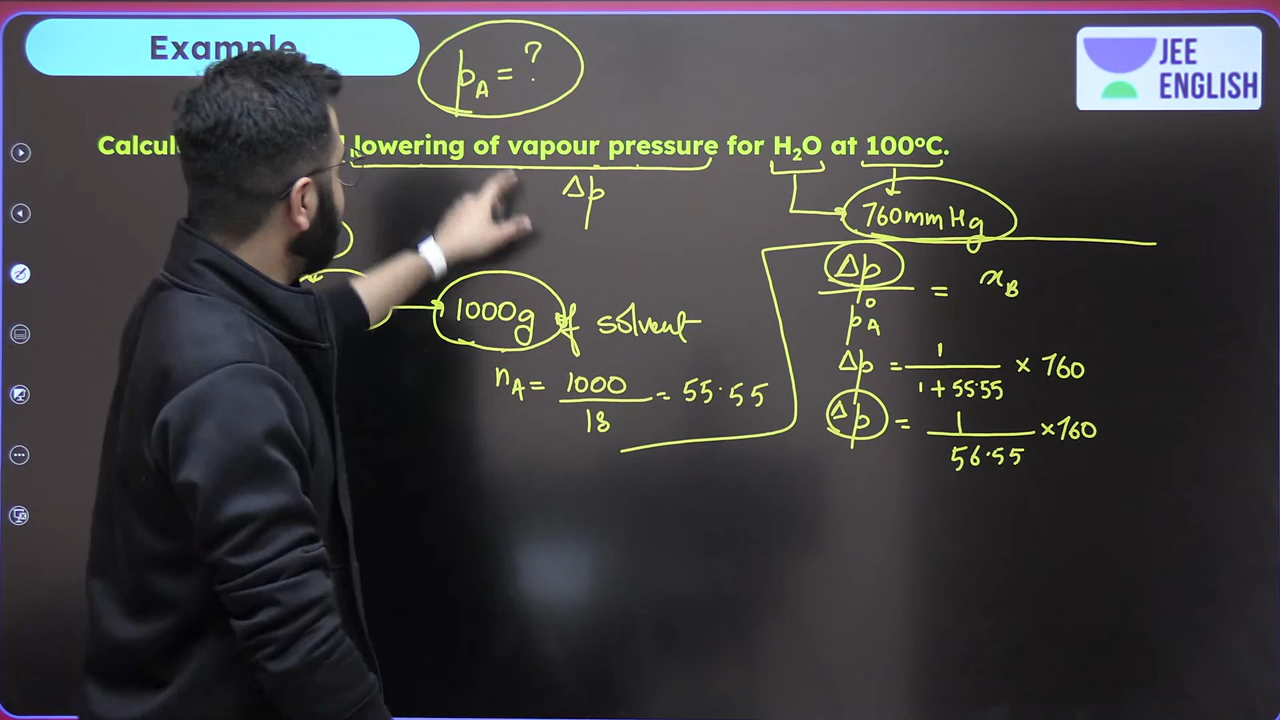 Example
JEE
ENGLISH
p_A = ?
lowering of vapour pressure for H₂O at 100°C.
Δp
760mm Hg
1000g of solvent
n_A = 1000/18 = 55.55
Δp/p°_A = x_B
Δp = 1/(1+55.55) × 760
Δp = 1/56.55 × 760